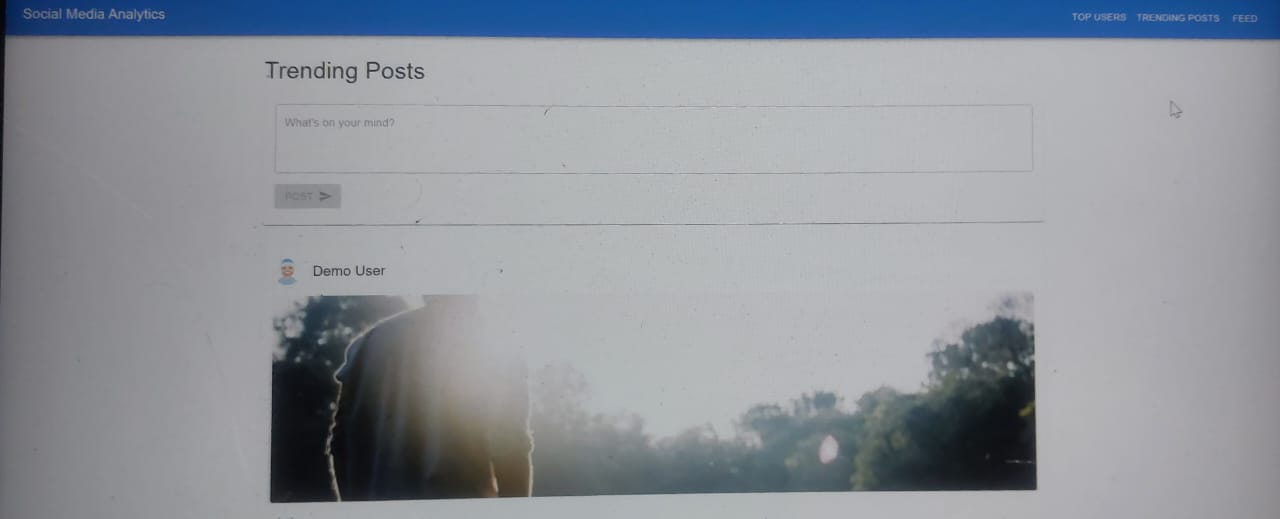 Social Media Analytics
TOP USERS TRENDING POSTS FEED
Trending Posts
What's on your mind?
POST
Demo User